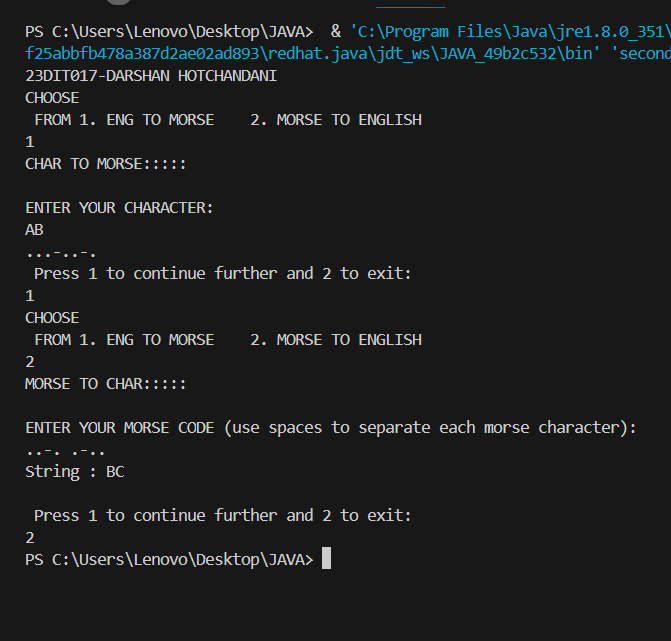 PS C:\Users\Lenovo\Desktop\JAVA>  & 'C:\Program Files\Java\jre1.8.0_351\
f25abbfb478a387d2ae02ad893\redhat.java\jdt_ws\JAVA_49b2c532\bin' 'second
23DIT017-DARSHAN HOTCHANDANI
CHOOSE
 FROM 1. ENG TO MORSE    2. MORSE TO ENGLISH
1
CHAR TO MORSE:::::
ENTER YOUR CHARACTER:
AB
...-..-.
 Press 1 to continue further and 2 to exit:
1
CHOOSE
 FROM 1. ENG TO MORSE    2. MORSE TO ENGLISH
2
MORSE TO CHAR:::::
ENTER YOUR MORSE CODE (use spaces to separate each morse character):
..-. .-..
String : BC
 Press 1 to continue further and 2 to exit:
2
PS C:\Users\Lenovo\Desktop\JAVA>